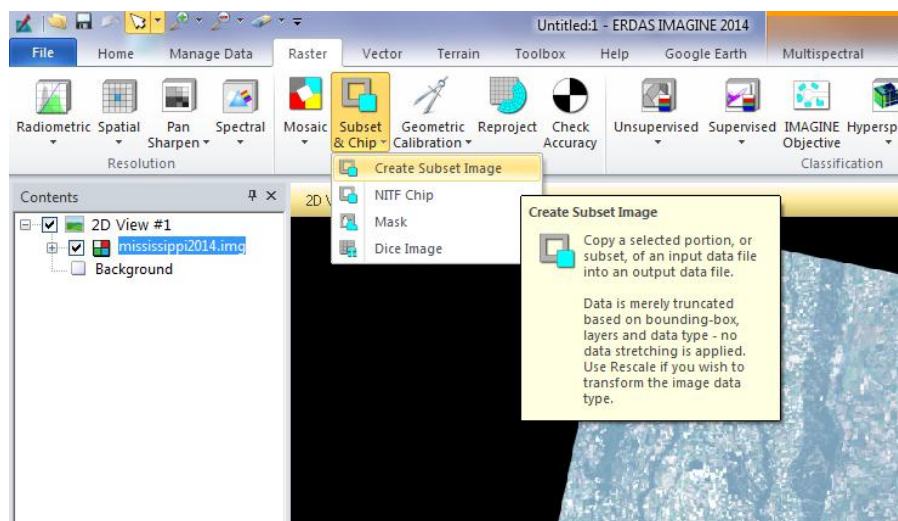 Untitled:1 - ERDAS IMAGINE 2014
File Home Manage Data Raster Vector Terrain Toolbox Help Google Earth Multispectral
Radiometric Spatial Pan Sharpen Spectral Mosaic Subset & Chip Geometric Calibration Reproject Check Accuracy Unsupervised Supervised IMAGINE Objective Hypersp
Resolution Classification
Contents
2D V
2D View #1
mississippi2014.img
Background
Create Subset Image
NITF Chip
Mask
Dice Image
Create Subset Image
Copy a selected portion, or
subset, of an input data file
into an output data file.
Data is merely truncated
based on bounding-box,
layers and data type - no
data stretching is applied.
Use Rescale if you wish to
transform the image data
type.